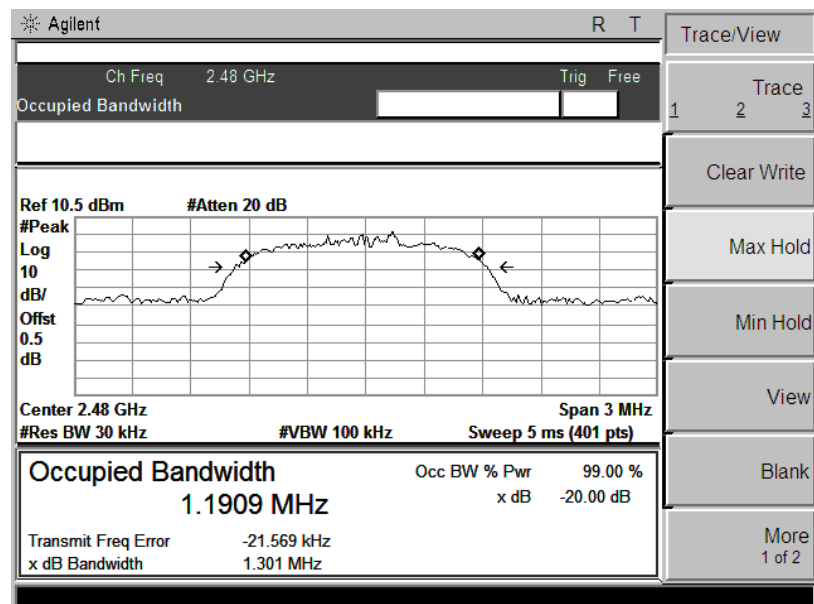 Agilent R T
Trace/View
Ch Freq 2.48 GHz Trig Free
Occupied Bandwidth
Trace
1 2 3
Clear Write
Ref 10.5 dBm #Atten 20 dB
#Peak
Log
10
dB/
Offst
0.5
dB
Max Hold
Min Hold
Center 2.48 GHz Span 3 MHz
#Res BW 30 kHz #VBW 100 kHz Sweep 5 ms (401 pts)
View
Occupied Bandwidth Occ BW % Pwr 99.00 %
1.1909 MHz x dB -20.00 dB
Blank
Transmit Freq Error -21.569 kHz
x dB Bandwidth 1.301 MHz
More
1 of 2